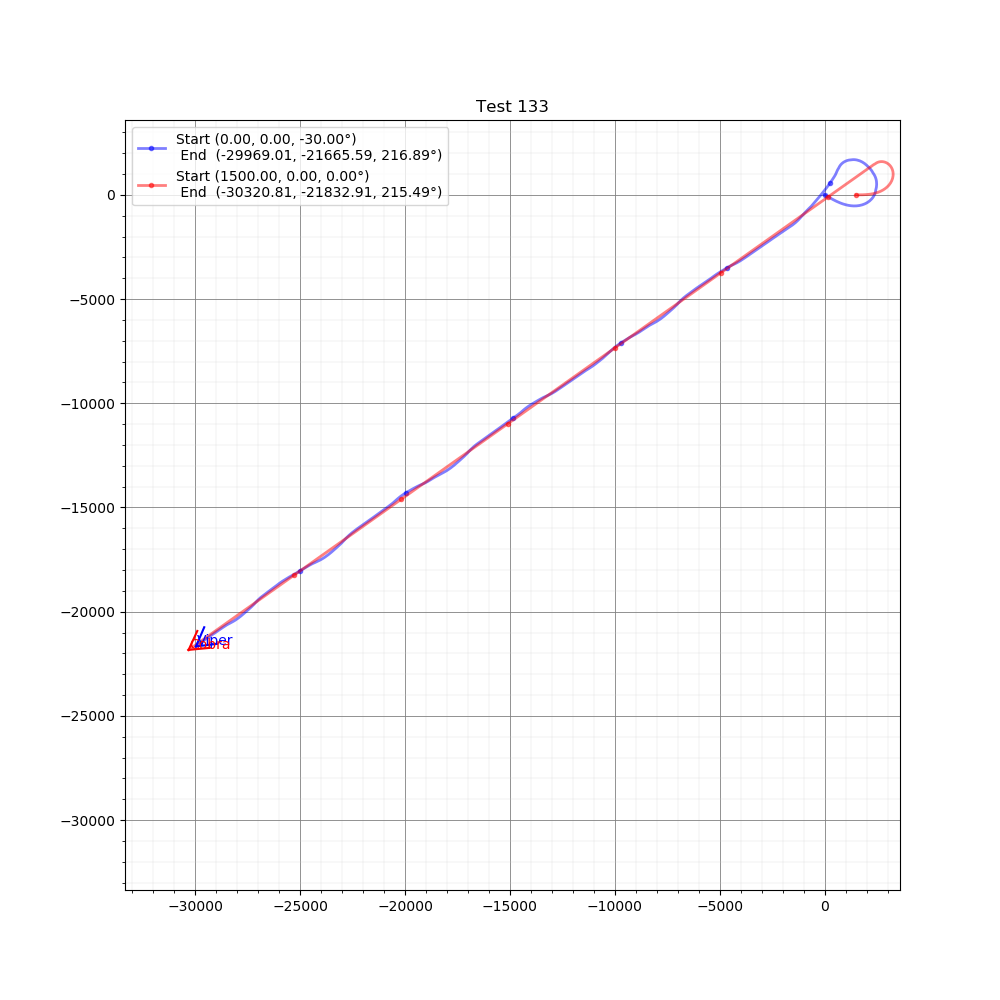 Test 133
Start (0.00, 0.00, -30.00°)
End  (-29969.01, -21665.59, 216.89°)
Start (1500.00, 0.00, 0.00°)
End  (-30320.81, -21832.91, 215.49°)
0
−5000
−10000
−15000
−20000
−25000
−30000
Viper
−30000 −25000 −20000 −15000 −10000 −5000 0